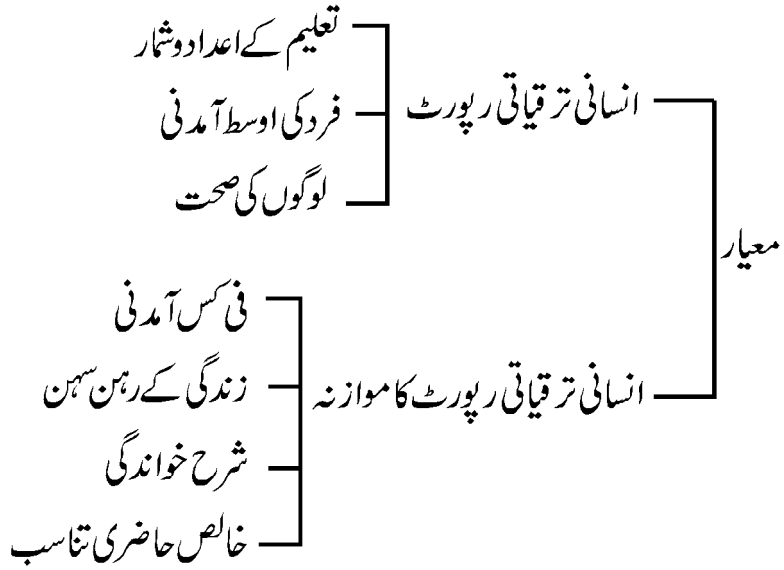 معیار
انسانی ترقیاتی رپورٹ
تعلیم کے اعداد و شمار
فرد کی اوسط آمدنی
لوگوں کی صحت
انسانی ترقیاتی رپورٹ کا موازنہ
فی کس آمدنی
زندگی کے رہن سہن
شرح خواندگی
خالص حاضری تناسب